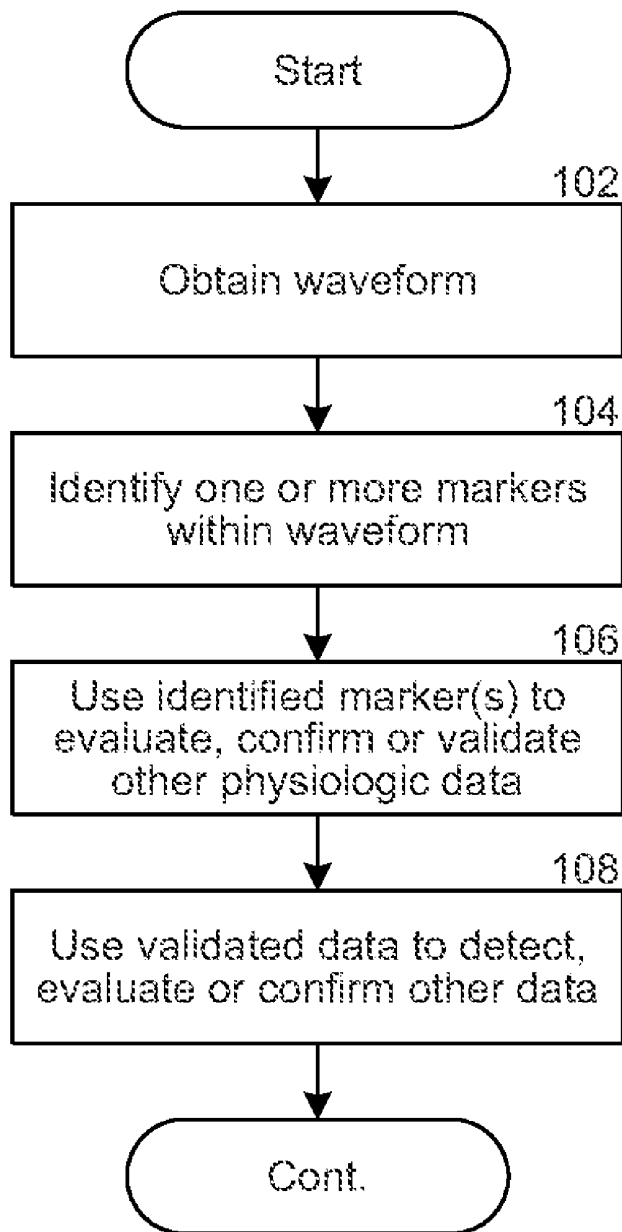 Start
102
Obtain waveform
104
Identify one or more markers
within waveform
106
Use identified marker(s) to
evaluate, confirm or validate
other physiologic data
108
Use validated data to detect,
evaluate or confirm other data
Cont.